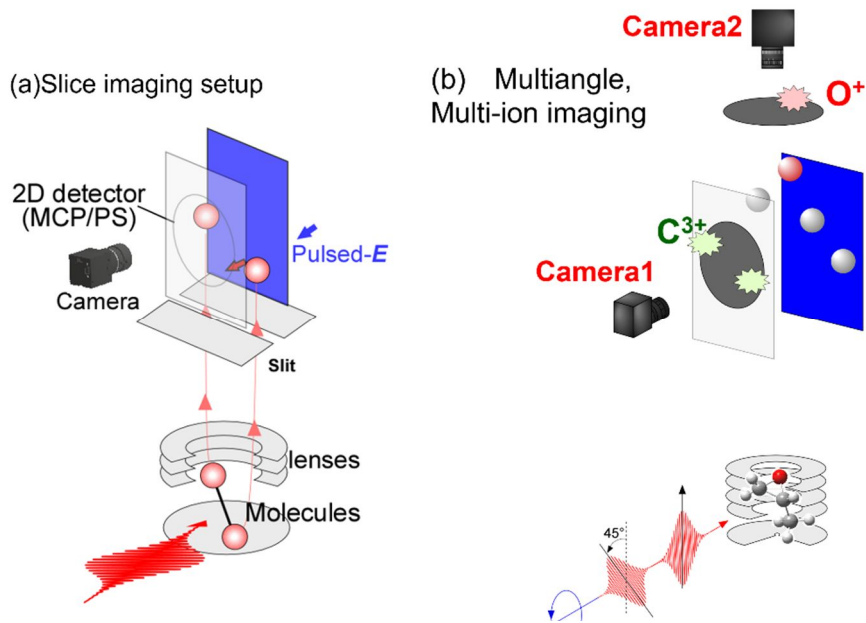 (a)Slice imaging setup
2D detector
(MCP/PS)
Camera
Pulsed-E
Slit
lenses
Molecules
(b) Multiangle,
Multi-ion imaging
Camera2
O+
C3+
Camera1
45°